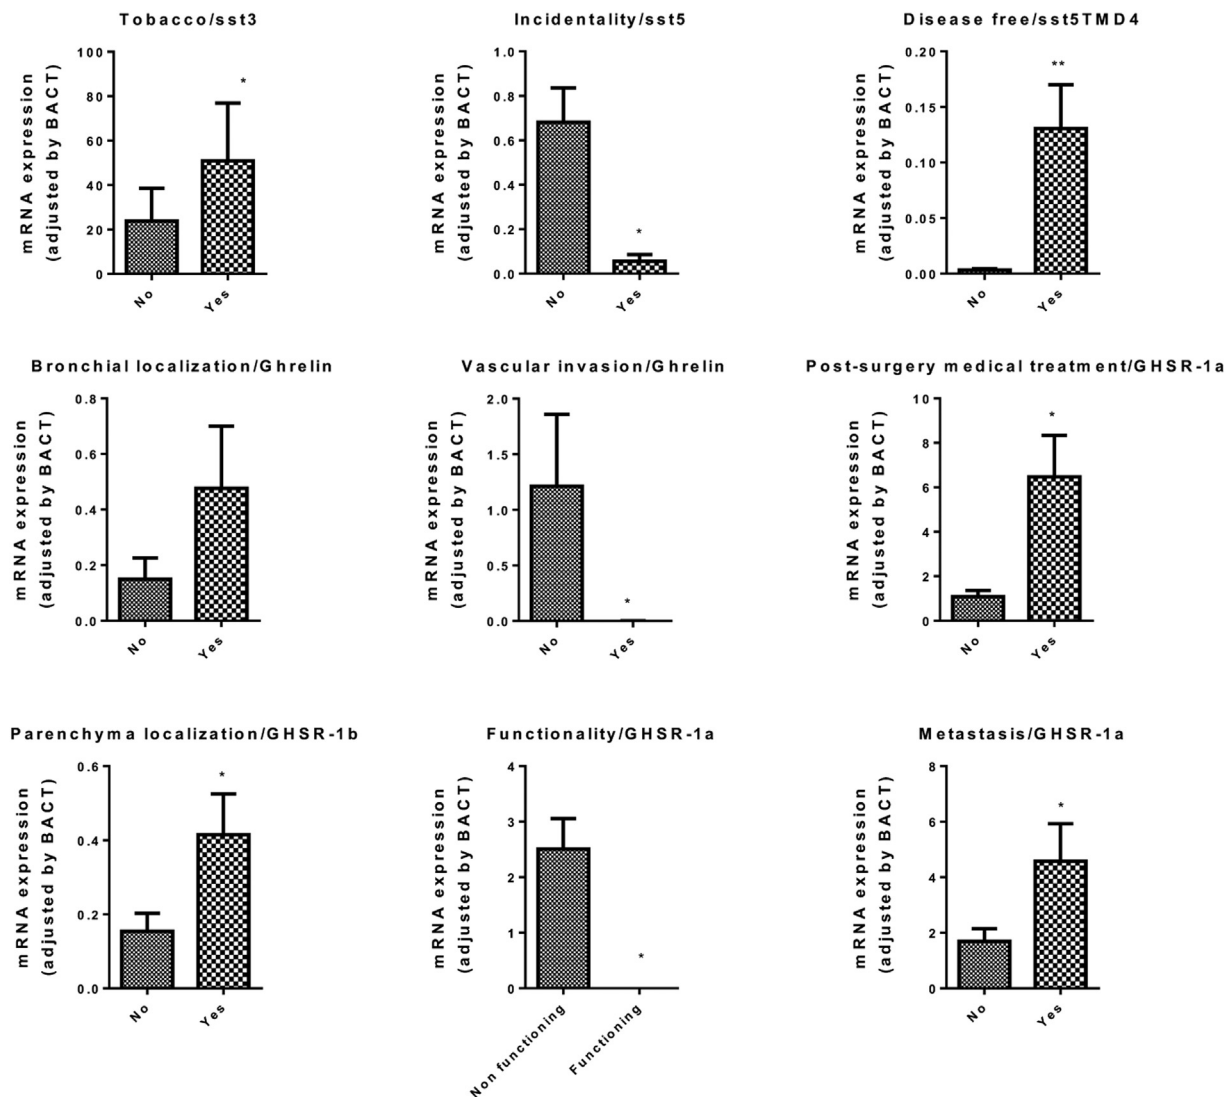 Tobacco/sst3
mRNA expression
(adjusted by BACT)
100
80
60
40
20
0
No
Yes
*
Incidentality/sst5
mRNA expression
(adjusted by BACT)
1.0
0.8
0.6
0.4
0.2
0.0
No
Yes
*
Disease free/sst5TMD4
mRNA expression
(adjusted by BACT)
0.20
0.15
0.10
0.05
0.00
No
Yes
**
Bronchial localization/Ghrelin
mRNA expression
(adjusted by BACT)
0.8
0.6
0.4
0.2
0.0
No
Yes
Vascular invasion/Ghrelin
mRNA expression
(adjusted by BACT)
2.0
1.5
1.0
0.5
0.0
No
Yes
*
Post-surgery medical treatment/GHSR-1a
mRNA expression
(adjusted by BACT)
10
8
6
4
2
0
No
Yes
*
Parenchyma localization/GHSR-1b
mRNA expression
(adjusted by BACT)
0.6
0.4
0.2
0.0
No
Yes
*
Functionality/GHSR-1a
mRNA expression
(adjusted by BACT)
4
3
2
1
0
Non functioning
Functioning
*
Metastasis/GHSR-1a
mRNA expression
(adjusted by BACT)
8
6
4
2
0
No
Yes
*